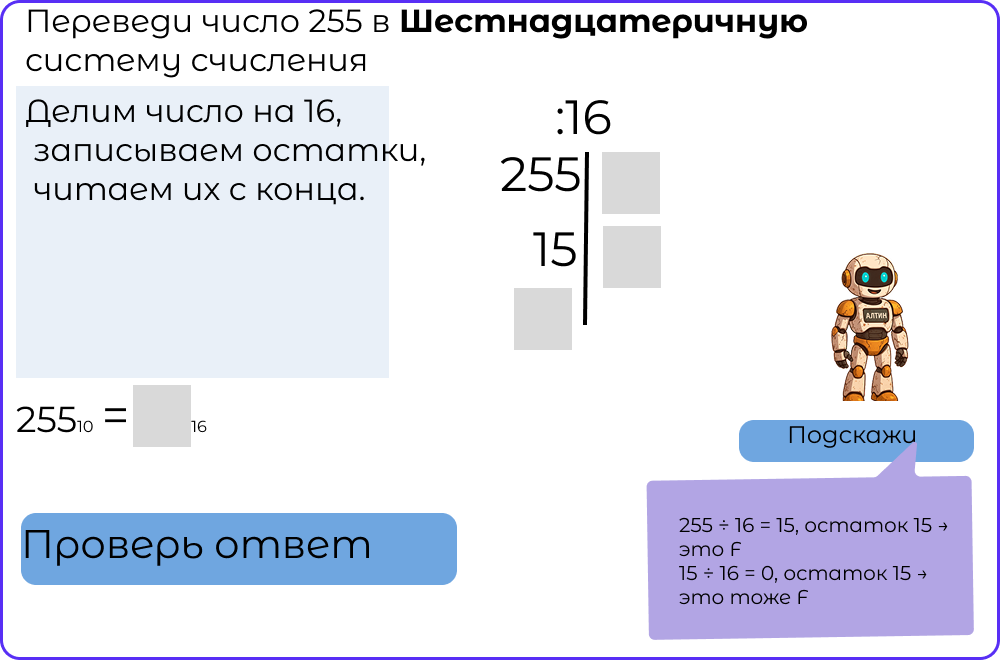 Переведи число 255 в Шестнадцатеричную
систему счисления
Делим число на 16,
записываем остатки,
читаем их с конца.
:16
255
15
АЛТИН
255₁₀ = ₁₆
Подскажи
Проверь ответ
255 ÷ 16 = 15, остаток 15 →
это F
15 ÷ 16 = 0, остаток 15 →
это тоже F